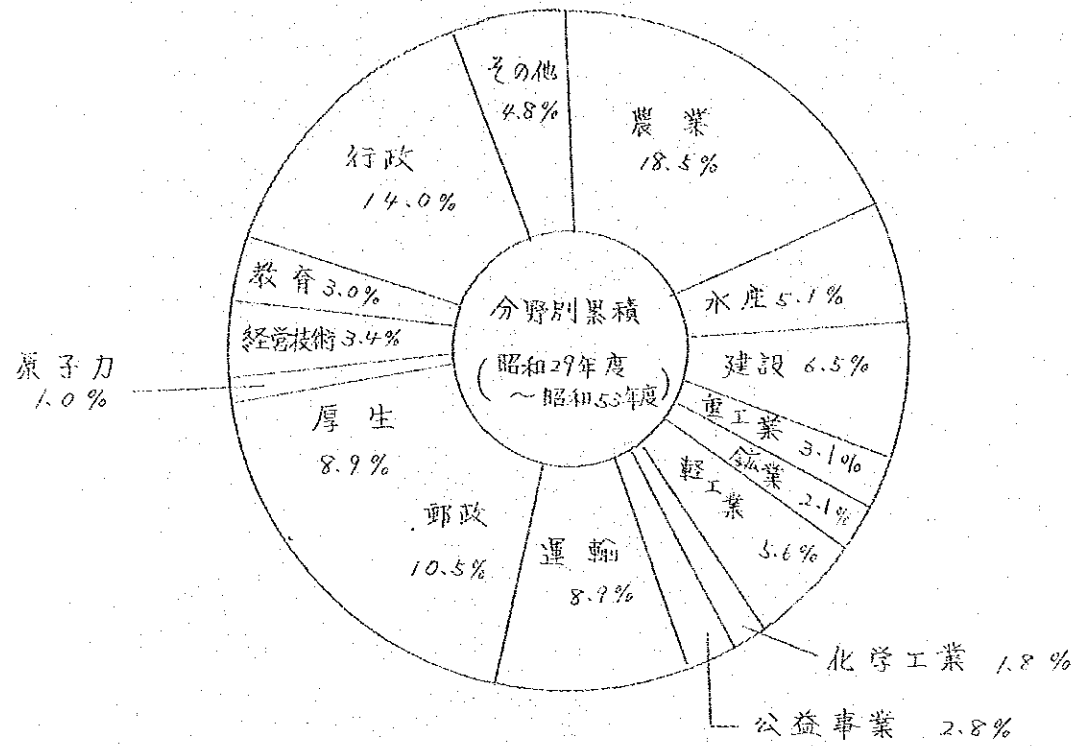 その他
4.8%
農業
18.5%
水産 5.1%
建設 6.5%
重工業 3.1%
鉱業 2.1%
軽工業
5.6%
化学工業 1.8%
公益事業 2.8%
運輸
8.9%
郵政
10.5%
厚生
8.9%
原子力
1.0%
経営技術 3.4%
教育 3.0%
行政
14.0%
分野別累積
(昭和29年度
~昭和53年度)